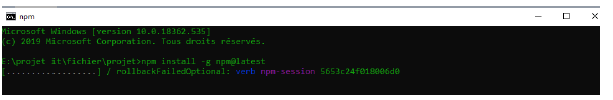 npm
Microsoft Windows [version 10.0.18362.535]
(c) 2019 Microsoft Corporation. Tous droits réservés.
E:\projet ãt\fichier\projet>npm install -g npm@latest
[..................] / rollbackFailedOptional: verb npm-session 5653c24f018006d0